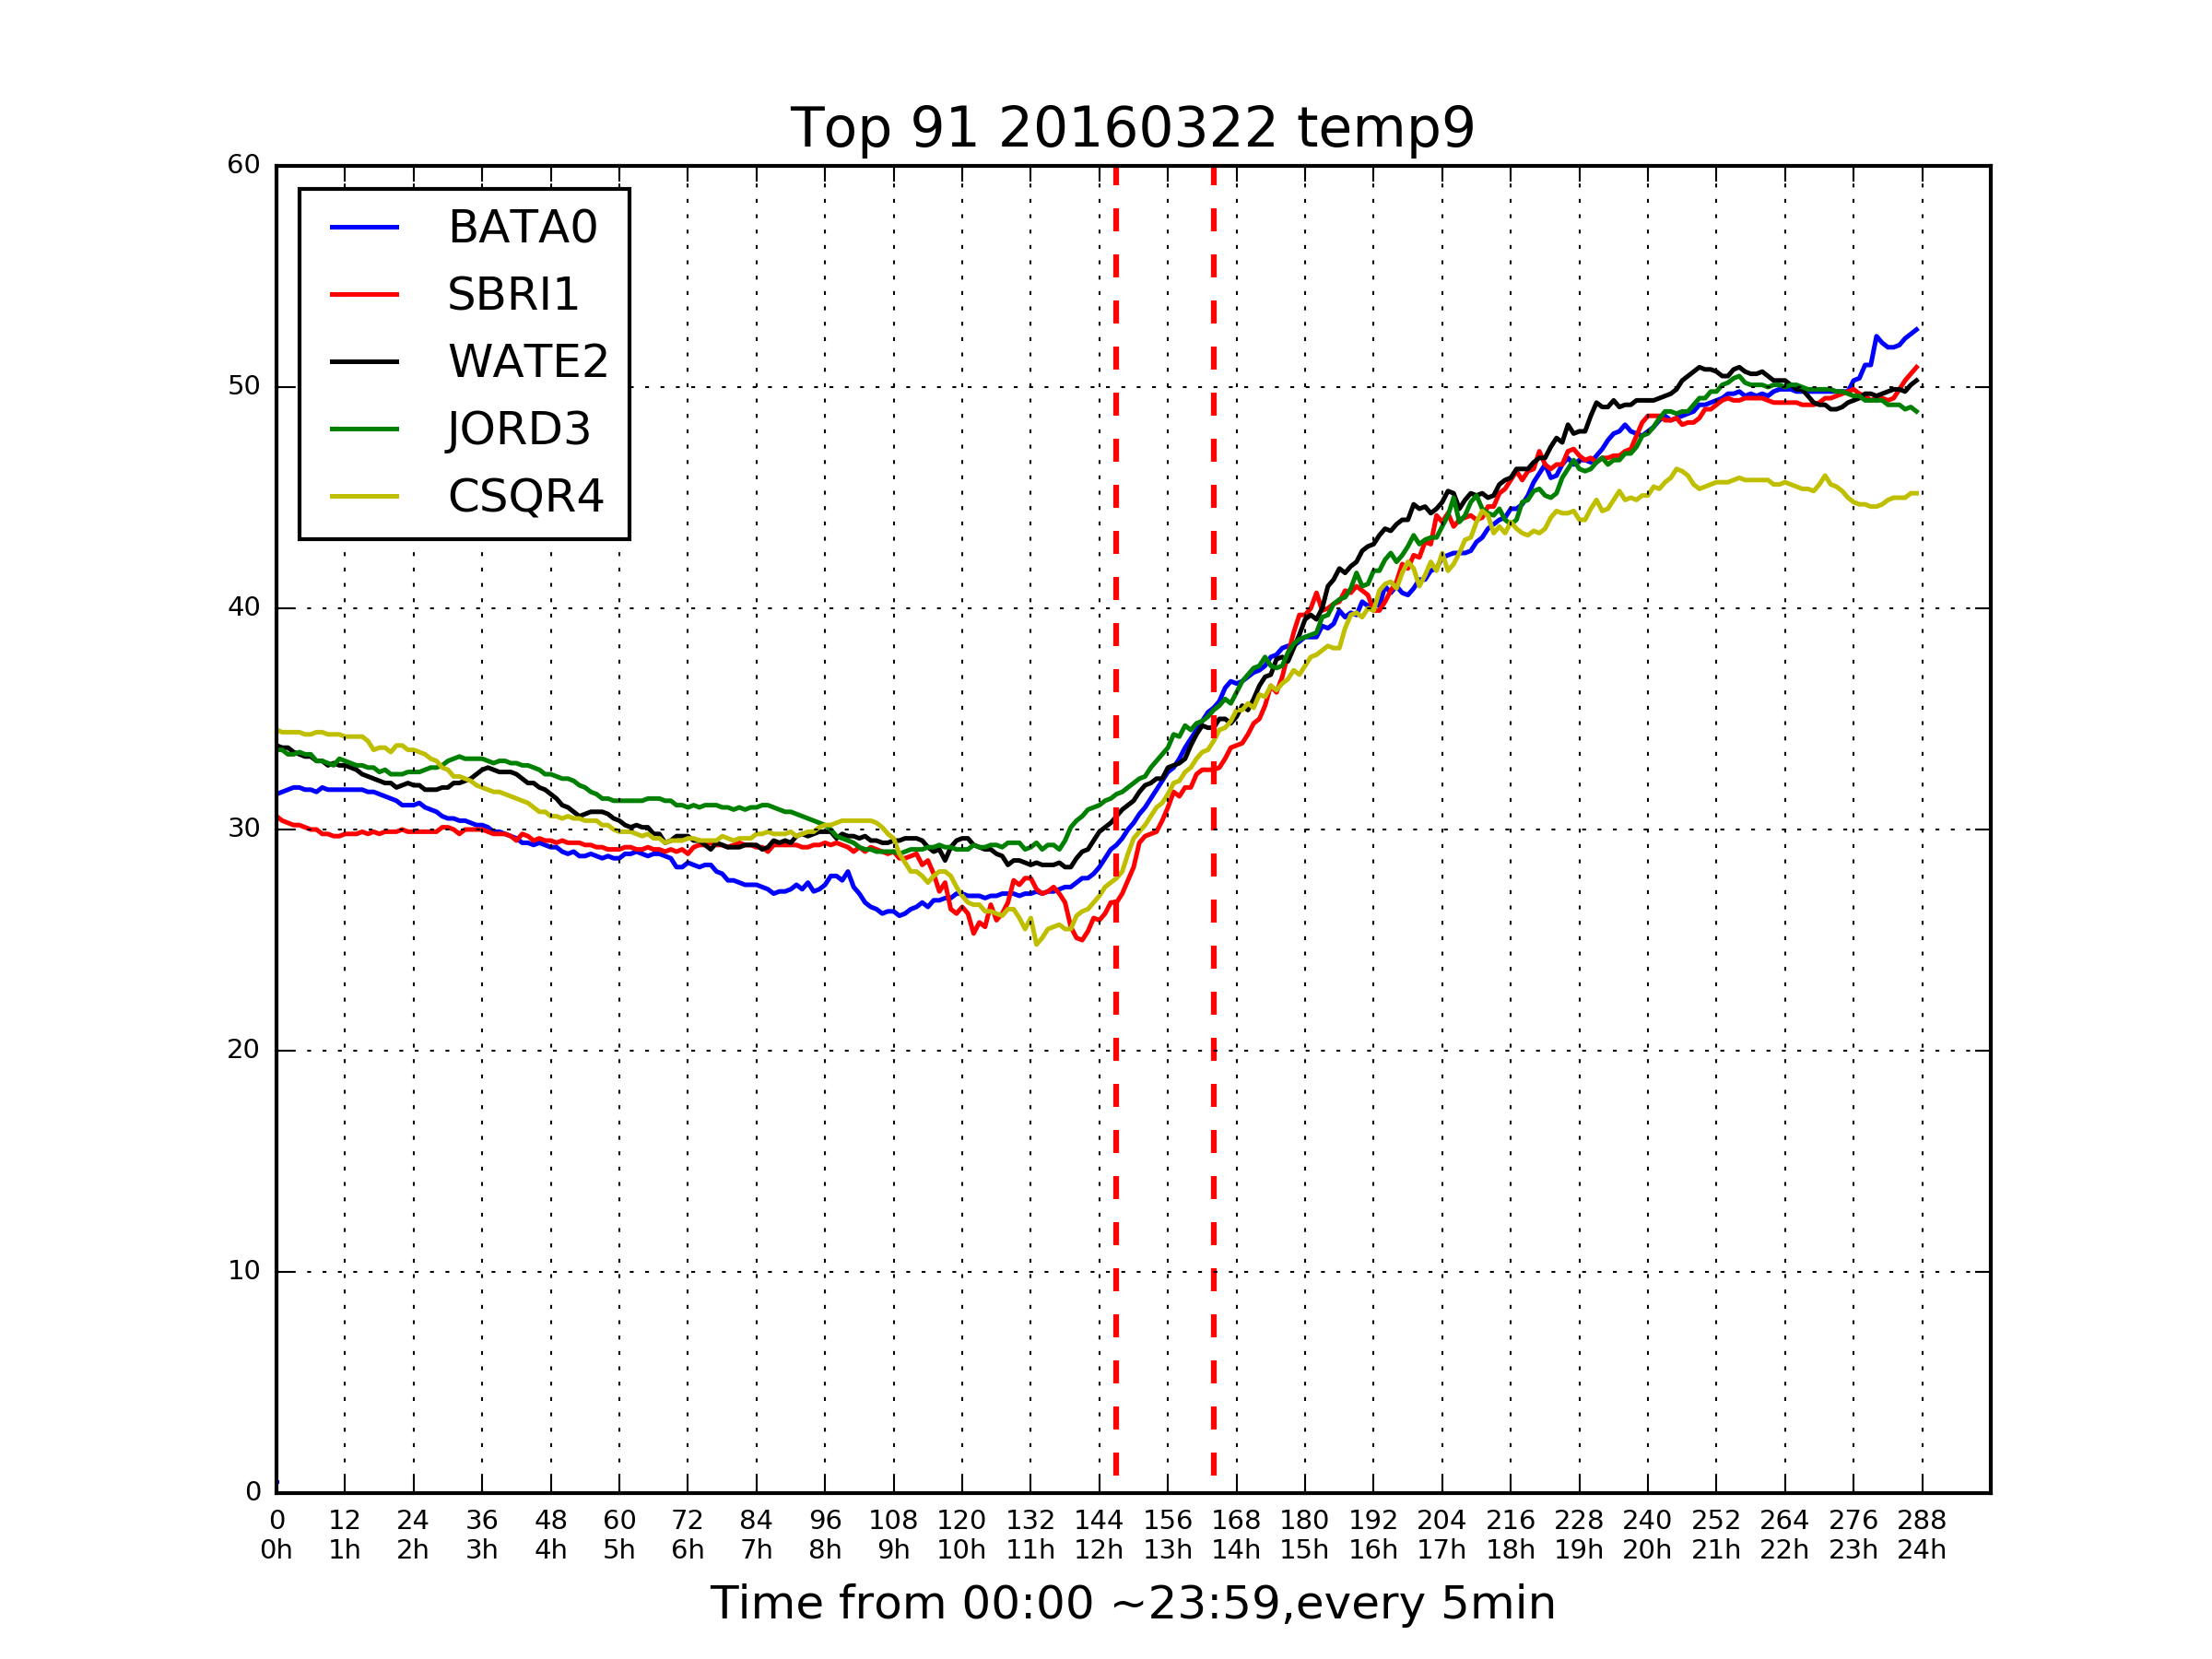 Top 91 20160322 temp9
60
50
40
30
20
10
0
BATA0
SBRI1
WATE2
JORD3
CSQR4
0 12 24 36 48 60 72 84 96 108 120 132 144 156 168 180 192 204 216 228 240 252 264 276 288
0h 1h 2h 3h 4h 5h 6h 7h 8h 9h 10h 11h 12h 13h 14h 15h 16h 17h 18h 19h 20h 21h 22h 23h 24h
Time from 00:00 ~23:59,every 5min